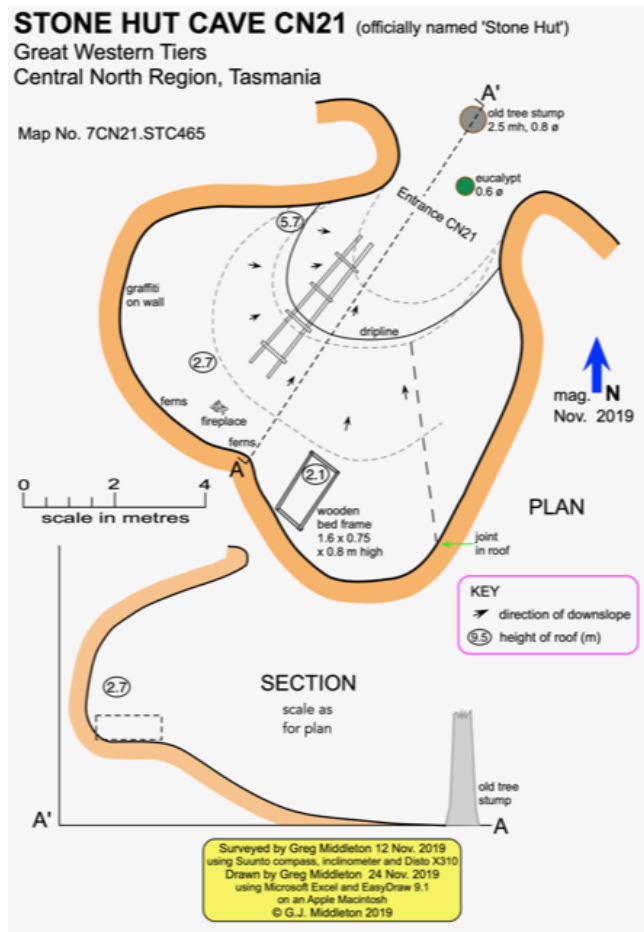 STONE HUT CAVE CN21 (officially named 'Stone Hut')
Great Western Tiers
Central North Region, Tasmania
Map No. 7CN21.STC465
A'
old tree stump
2.5 mh, 0.8 ø
eucalypt
0.6 ø
Entrance CN21
5.7
graffiti
on wall
dripline
2.7
ferns
fireplace
ferns
A
mag. N
Nov. 2019
0 2 4
scale in metres
2.1
wooden
bed frame
1.6 x 0.75
x 0.8 m high
PLAN
joint
in roof
KEY
direction of downslope
9.5 height of roof (m)
2.7
SECTION
scale as
for plan
old tree
stump
A'
A
Surveyed by Greg Middleton 12 Nov. 2019
using Suunto compass, inclinometer and Disto X310
Drawn by Greg Middleton 24 Nov. 2019
using Microsoft Excel and EasyDraw 9.1
on an Apple Macintosh
© G.J. Middleton 2019